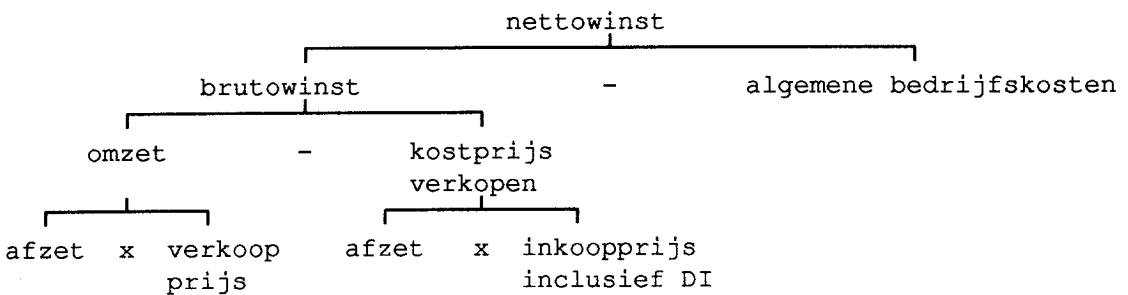 nettowinst
brutowinst - algemene bedrijfskosten
omzet - kostprijs
verkopen
afzet x verkoop afzet x inkoopprijs
prijs inclusief DI